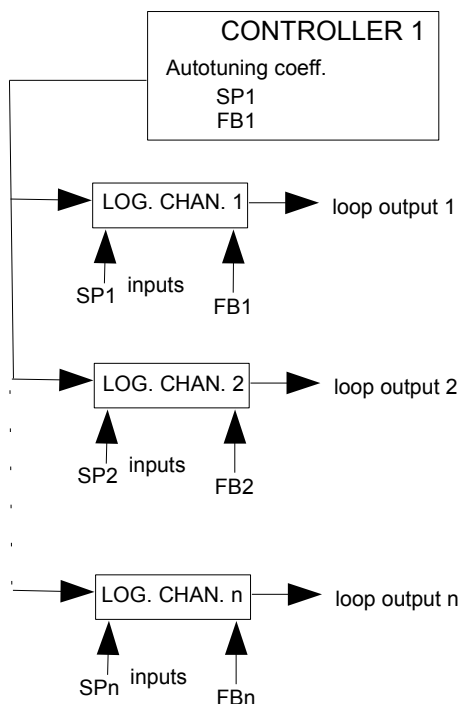 CONTROLLER 1
Autotuning coeff.
SP1
FB1
LOG. CHAN. 1
loop output 1
SP1 inputs
FB1
LOG. CHAN. 2
loop output 2
SP2 inputs
FB2
LOG. CHAN. n
loop output n
SPn inputs
FBn